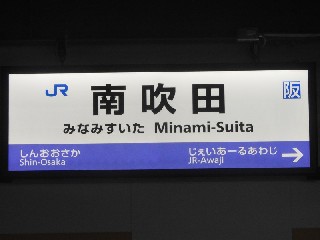 JR 南吹田 阪
みなみすいた Minami-Suita
しんおおさか じぇいあーるあわじ
Shin-Osaka JR-Awaji →